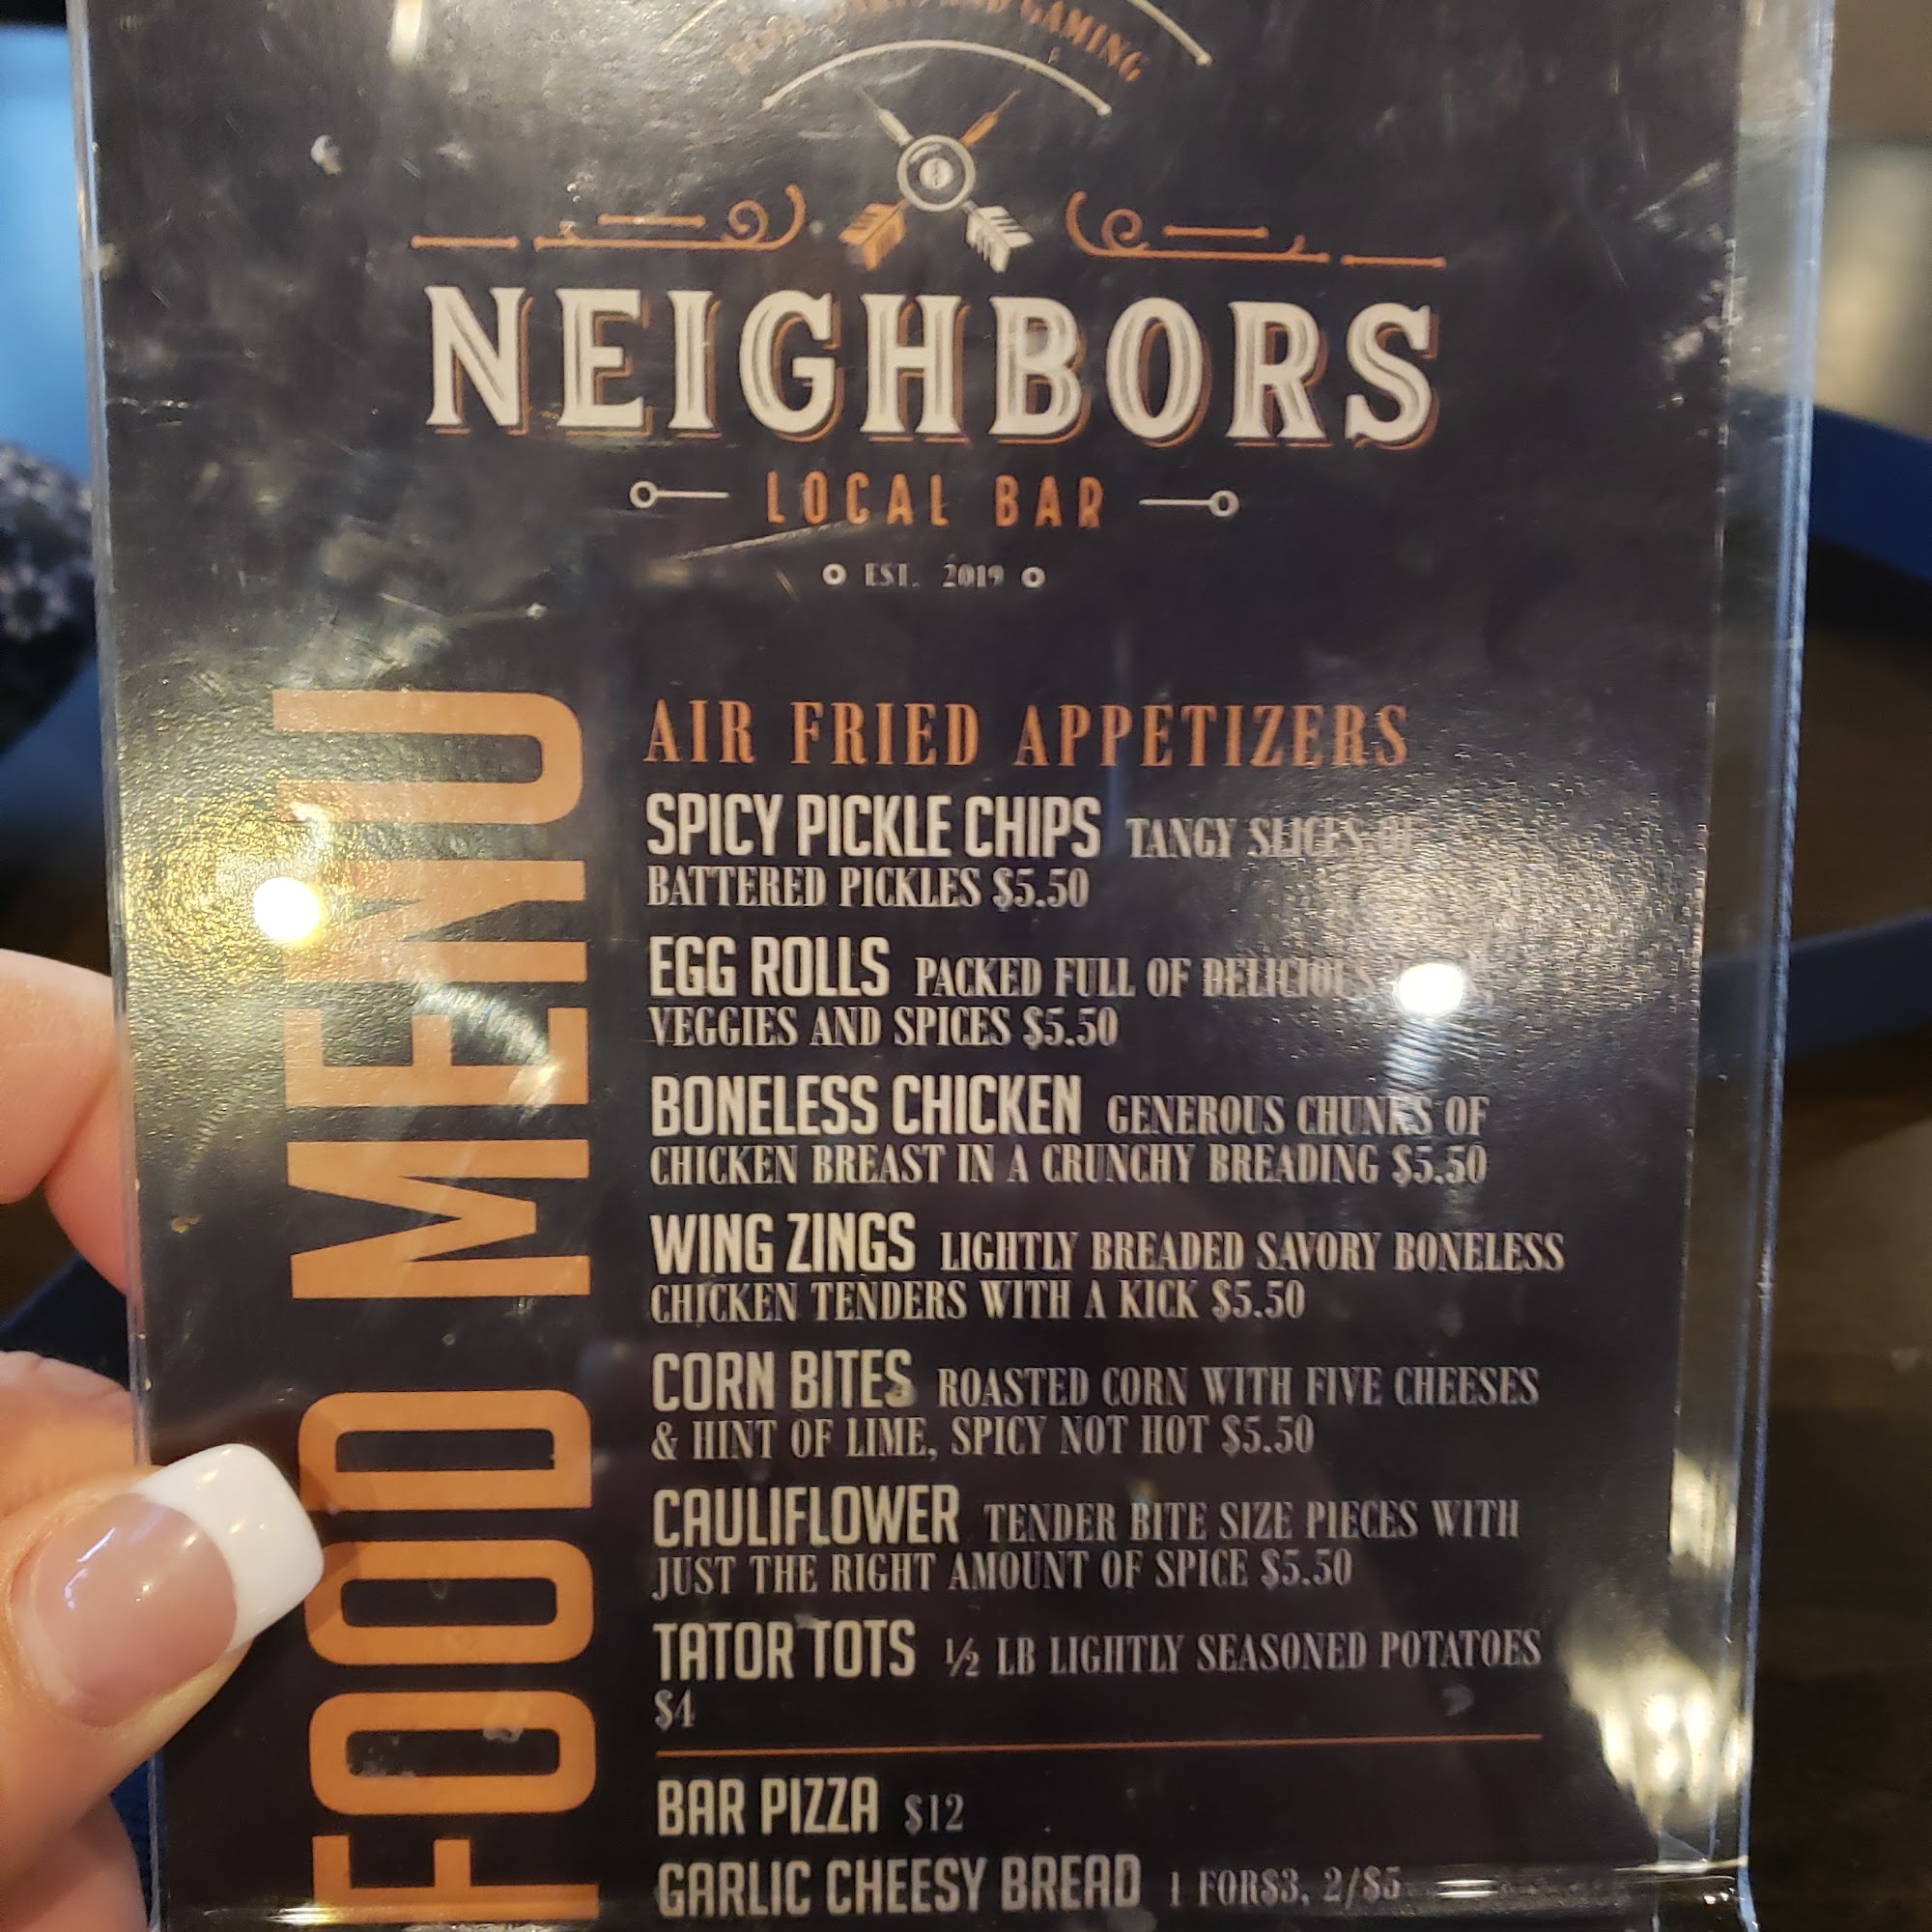 AND GAMING
NEIGHBORS
LOCAL BAR
EST. 2019
FOOD MENU
AIR FRIED APPETIZERS
SPICY PICKLE CHIPS TANGY SLICES OF
BATTERED PICKLES $5.50
EGG ROLLS PACKED FULL OF DELICIOUS
VEGGIES AND SPICES $5.50
BONELESS CHICKEN GENEROUS CHUNKS OF
CHICKEN BREAST IN A CRUNCHY BREADING $5.50
WING ZINGS LIGHTLY BREADED SAVORY BONELESS
CHICKEN TENDERS WITH A KICK $5.50
CORN BITES ROASTED CORN WITH FIVE CHEESES
& HINT OF LIME, SPICY NOT HOT $5.50
CAULIFLOWER TENDER BITE SIZE PIECES WITH
JUST THE RIGHT AMOUNT OF SPICE $5.50
TATOR TOTS ½ LB LIGHTLY SEASONED POTATOES
$4
BAR PIZZA $12
GARLIC CHEESY BREAD 1 FOR$3, 2/$5